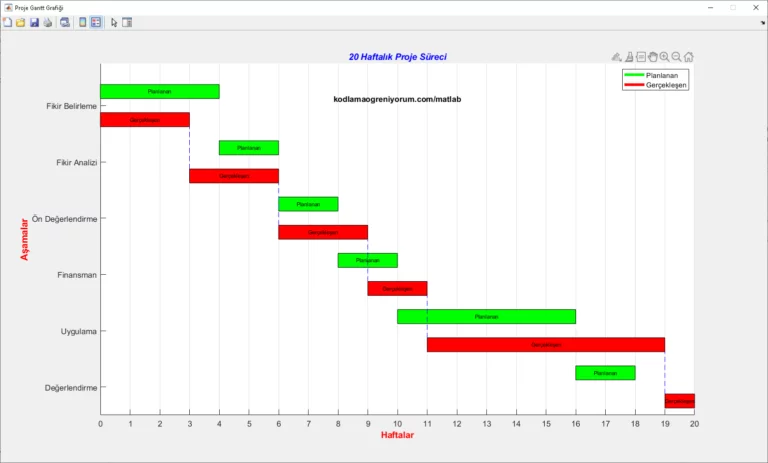 Proje Gantt Grafiği
20 Haftalık Proje Süreci
Planlanan
Gerçekleşen
kodlamaogreniyorum.com/matlab
Aşamalar
Fikir Belirleme
Planlanan
Gerçekleşen
Fikir Analizi
Planlanan
Gerçekleşen
Ön Değerlendirme
Planlanan
Gerçekleşen
Finansman
Planlanan
Gerçekleşen
Uygulama
Planlanan
Gerçekleşen
Değerlendirme
Planlanan
Gerçekleşen
0 1 2 3 4 5 6 7 8 9 10 11 12 13 14 15 16 17 18 19 20
Haftalar